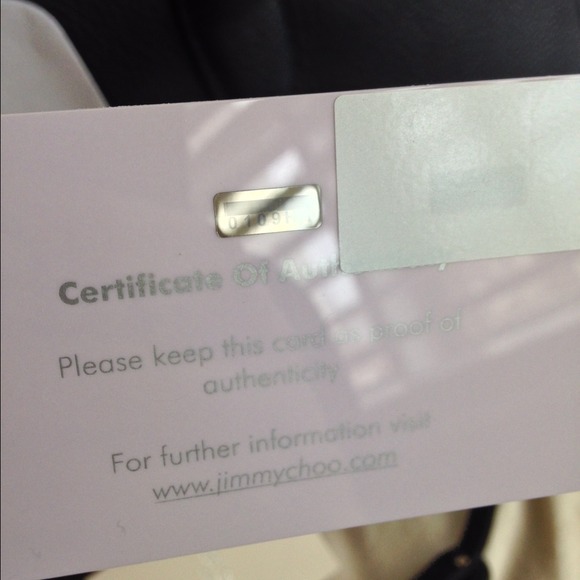 Certificate Of
Please keep this card as proof of
authenticity
For further information visit
www.jimmychoo.com